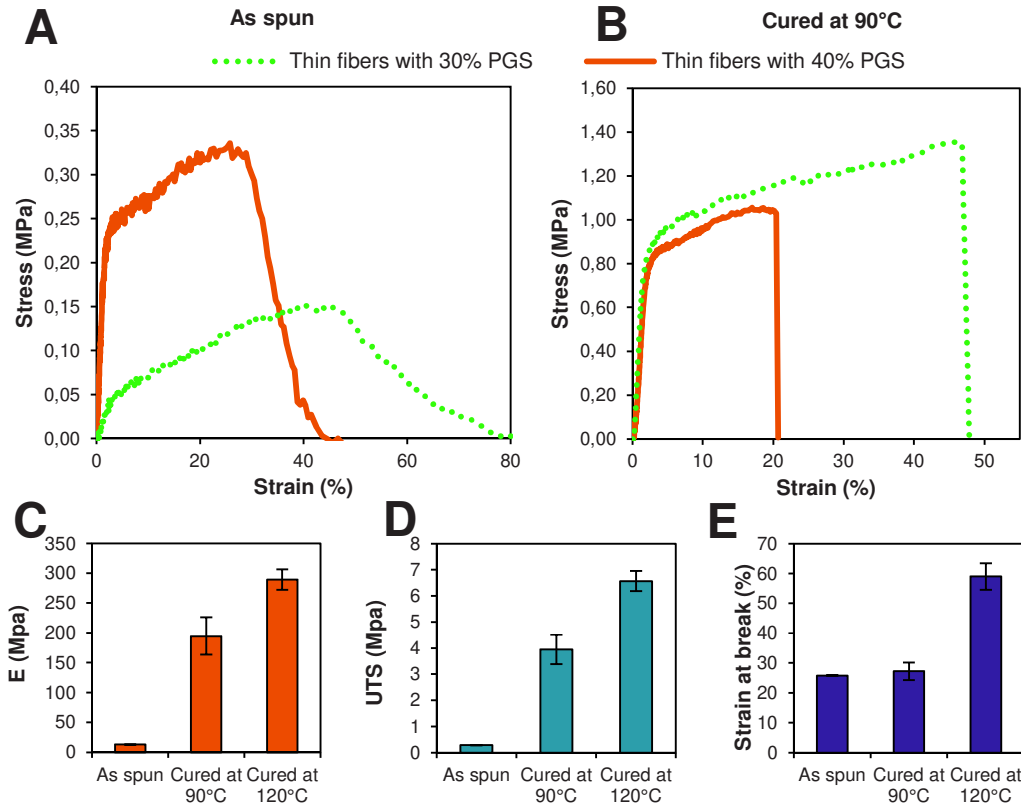 A
As spun
B
Cured at 90°C
Thin fibers with 30% PGS
Thin fibers with 40% PGS
0,40
0,35
0,30
0,25
0,20
0,15
0,10
0,05
0,00
Stress (MPa)
0
20
40
60
80
Strain (%)
1,60
1,40
1,20
1,00
0,80
0,60
0,40
0,20
0,00
Stress (MPa)
0
10
20
30
40
50
Strain (%)
C
350
300
250
200
150
100
50
0
E (Mpa)
As spun
Cured at
90°C
Cured at
120°C
D
8
7
6
5
4
3
2
1
0
UTS (Mpa)
As spun
Cured at
90°C
Cured at
120°C
E
70
60
50
40
30
20
10
0
Strain at break (%)
As spun
Cured at
90°C
Cured at
120°C